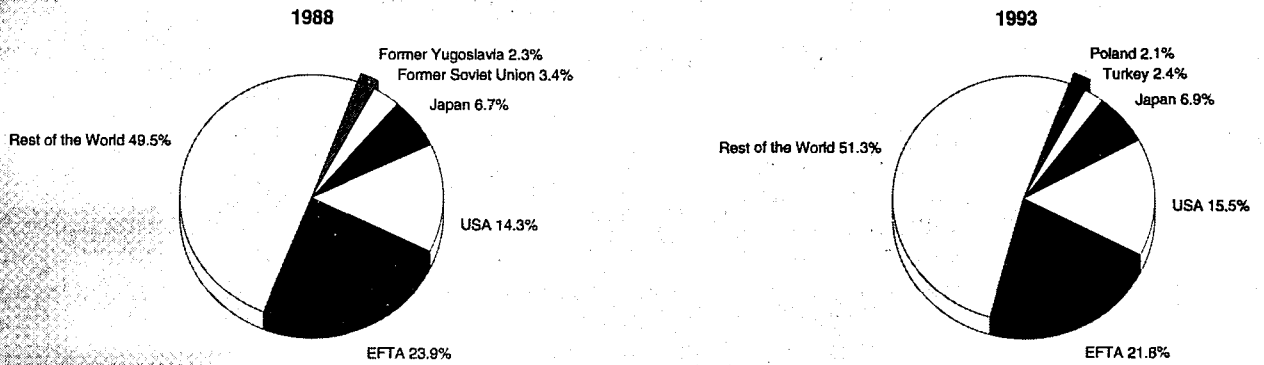 1988
Former Yugoslavia 2.3%
Former Soviet Union 3.4%
Japan 6.7%
Rest of the World 49.5%
USA 14.3%
EFTA 23.9%
1993
Poland 2.1%
Turkey 2.4%
Japan 6.9%
Rest of the World 51.3%
USA 15.5%
EFTA 21.8%